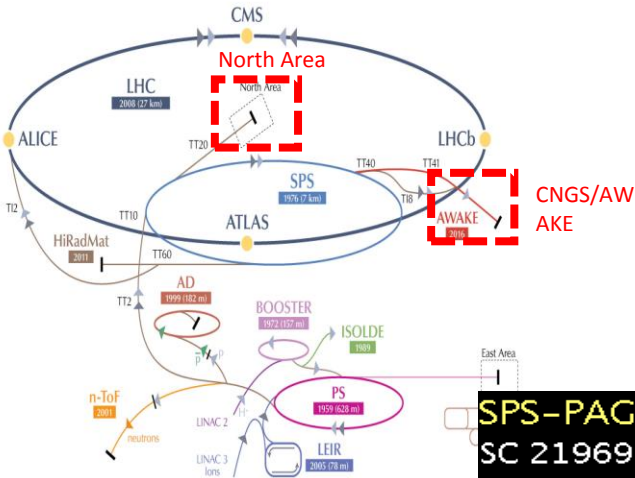 CMS
North Area
North Area
LHC
2008 (27 km)
ALICE
TT20
LHCb
TT40
TT41
SPS
1976 (7 km)
TI2
TT10
TI8
AWAKE
2016
CNGS/AW
AKE
ATLAS
HiRadMat
2011
TT60
AD
1999 (182 m)
TT2
BOOSTER
1972 (157 m)
ISOLDE
1989
p
p̅
East Area
n-ToF
2001
PS
1959 (628 m)
H⁻
LINAC 2
neutrons
LINAC 3
Ions
LEIR
2005 (78 m)
SPS-PAG
SC 21969